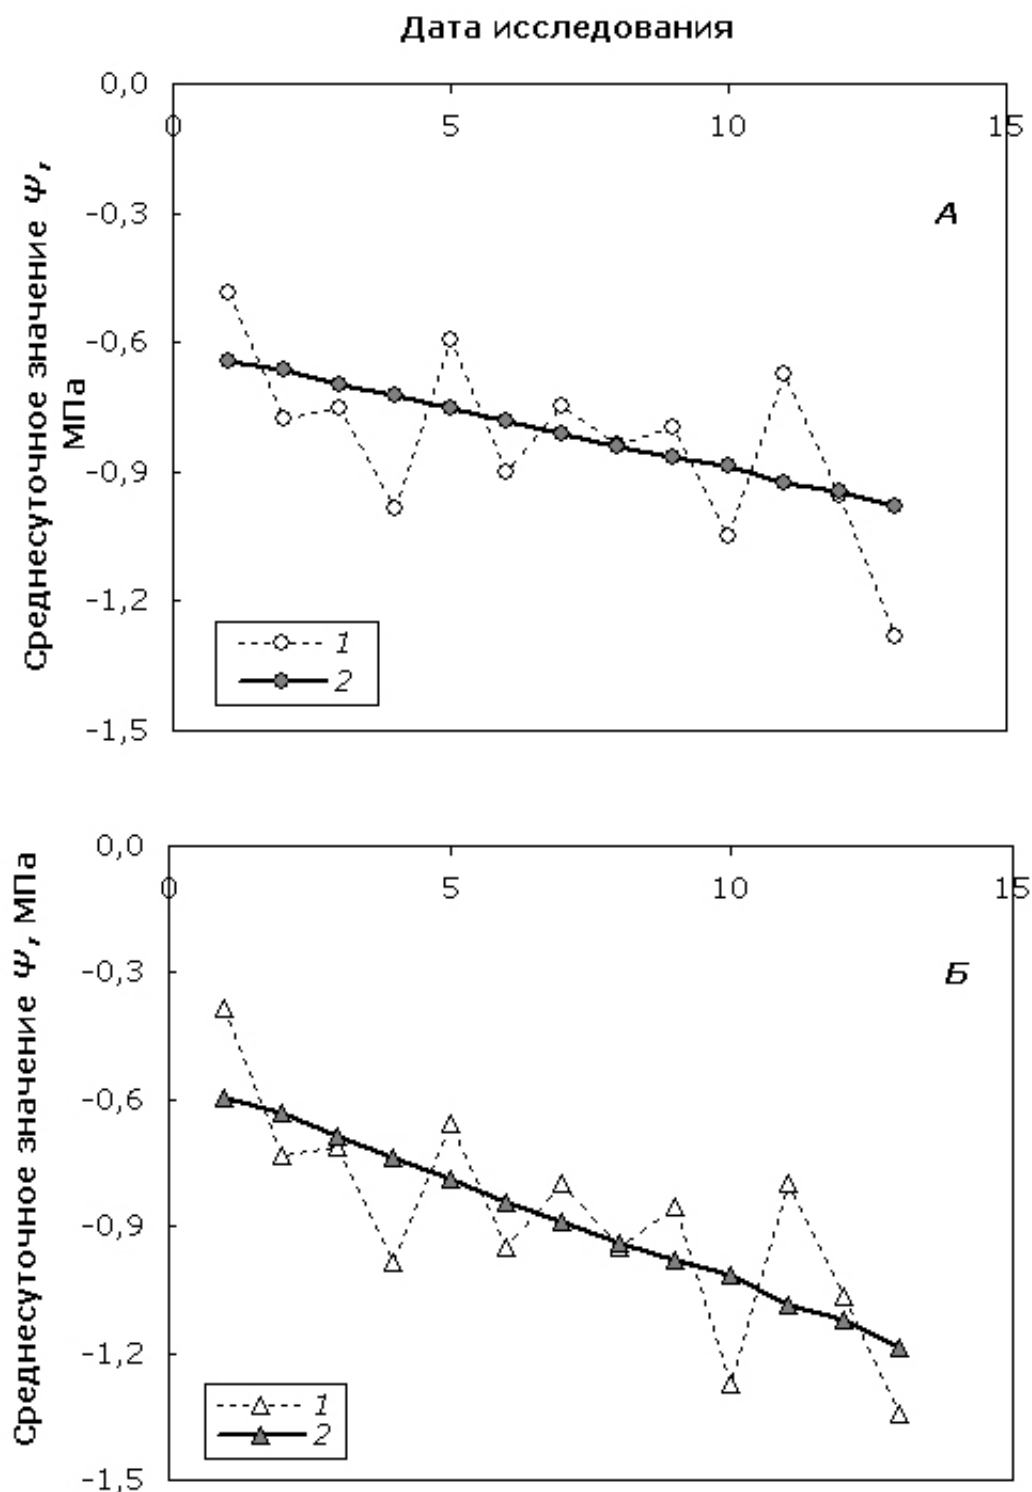 Дата исследования
0,0
0 5 10 15
Среднесуточное значение Ψ,
МПа
-0,3
А
-0,6
-0,9
-1,2
1
2
-1,5
0,0
0 5 10 15
Среднесуточное значение Ψ, МПа
-0,3
Б
-0,6
-0,9
-1,2
1
2
-1,5